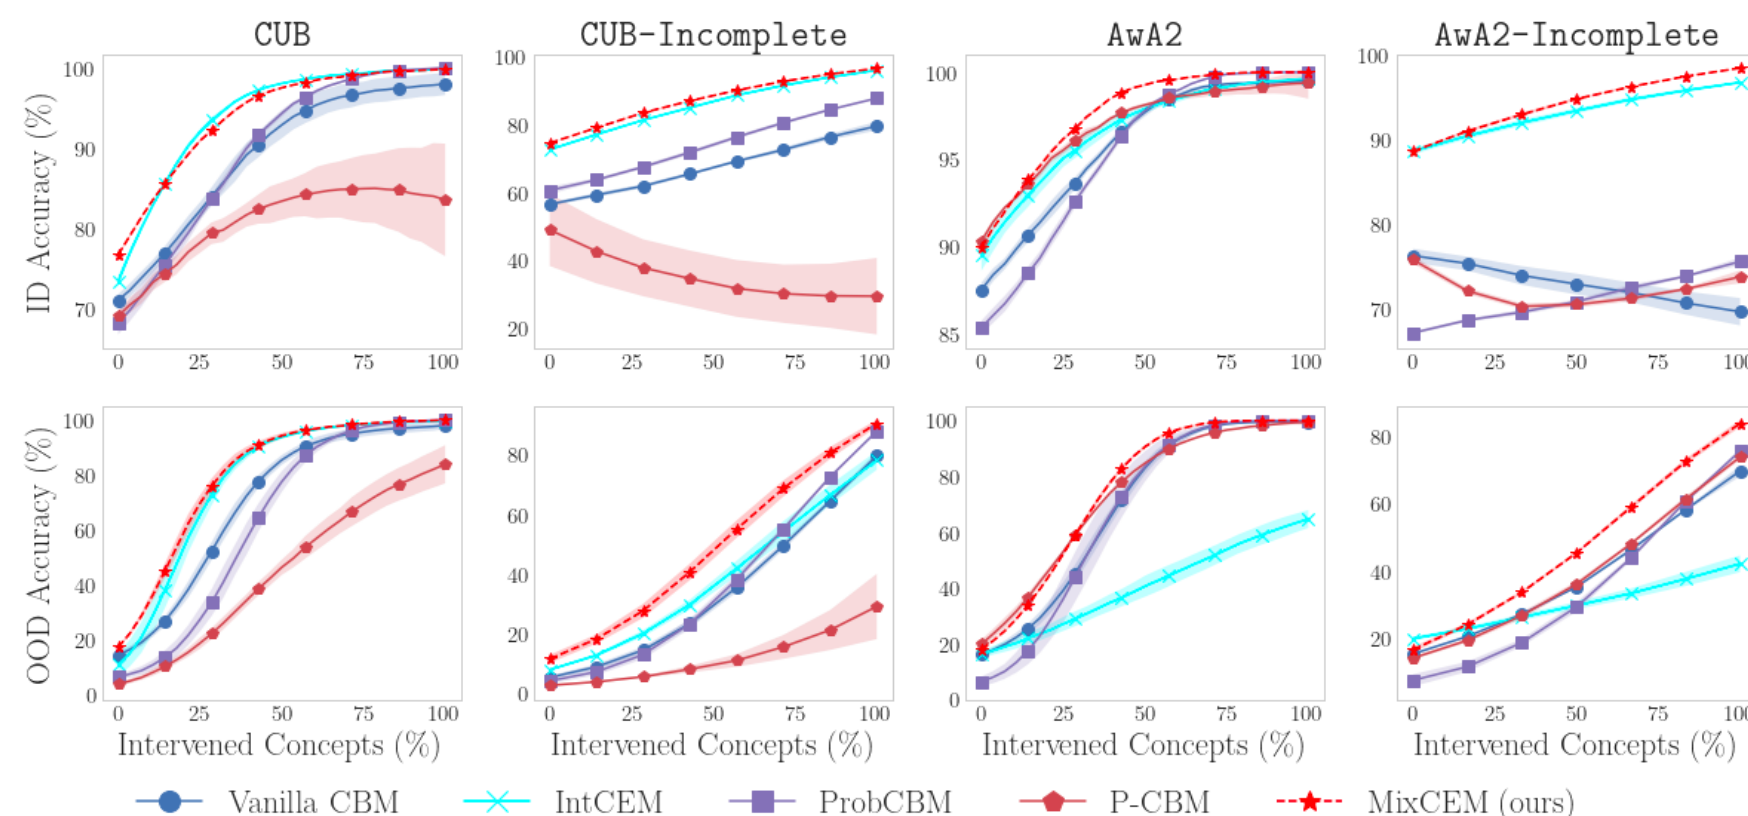 CUB CUB-Incomplete AwA2 AwA2-Incomplete
ID Accuracy (%)
100 90 80 70
0 25 50 75 100
100 80 60 40 20
0 25 50 75 100
100 95 90 85
0 25 50 75 100
100 90 80 70
0 25 50 75 100
OOD Accuracy (%)
100 80 60 40 20 0
0 25 50 75 100
80 60 40 20 0
0 25 50 75 100
100 80 60 40 20 0
0 25 50 75 100
80 60 40 20
0 25 50 75 100
Intervened Concepts (%) Intervened Concepts (%) Intervened Concepts (%) Intervened Concepts (%)
Vanilla CBM IntCEM ProbCBM P-CBM MixCEM (ours)